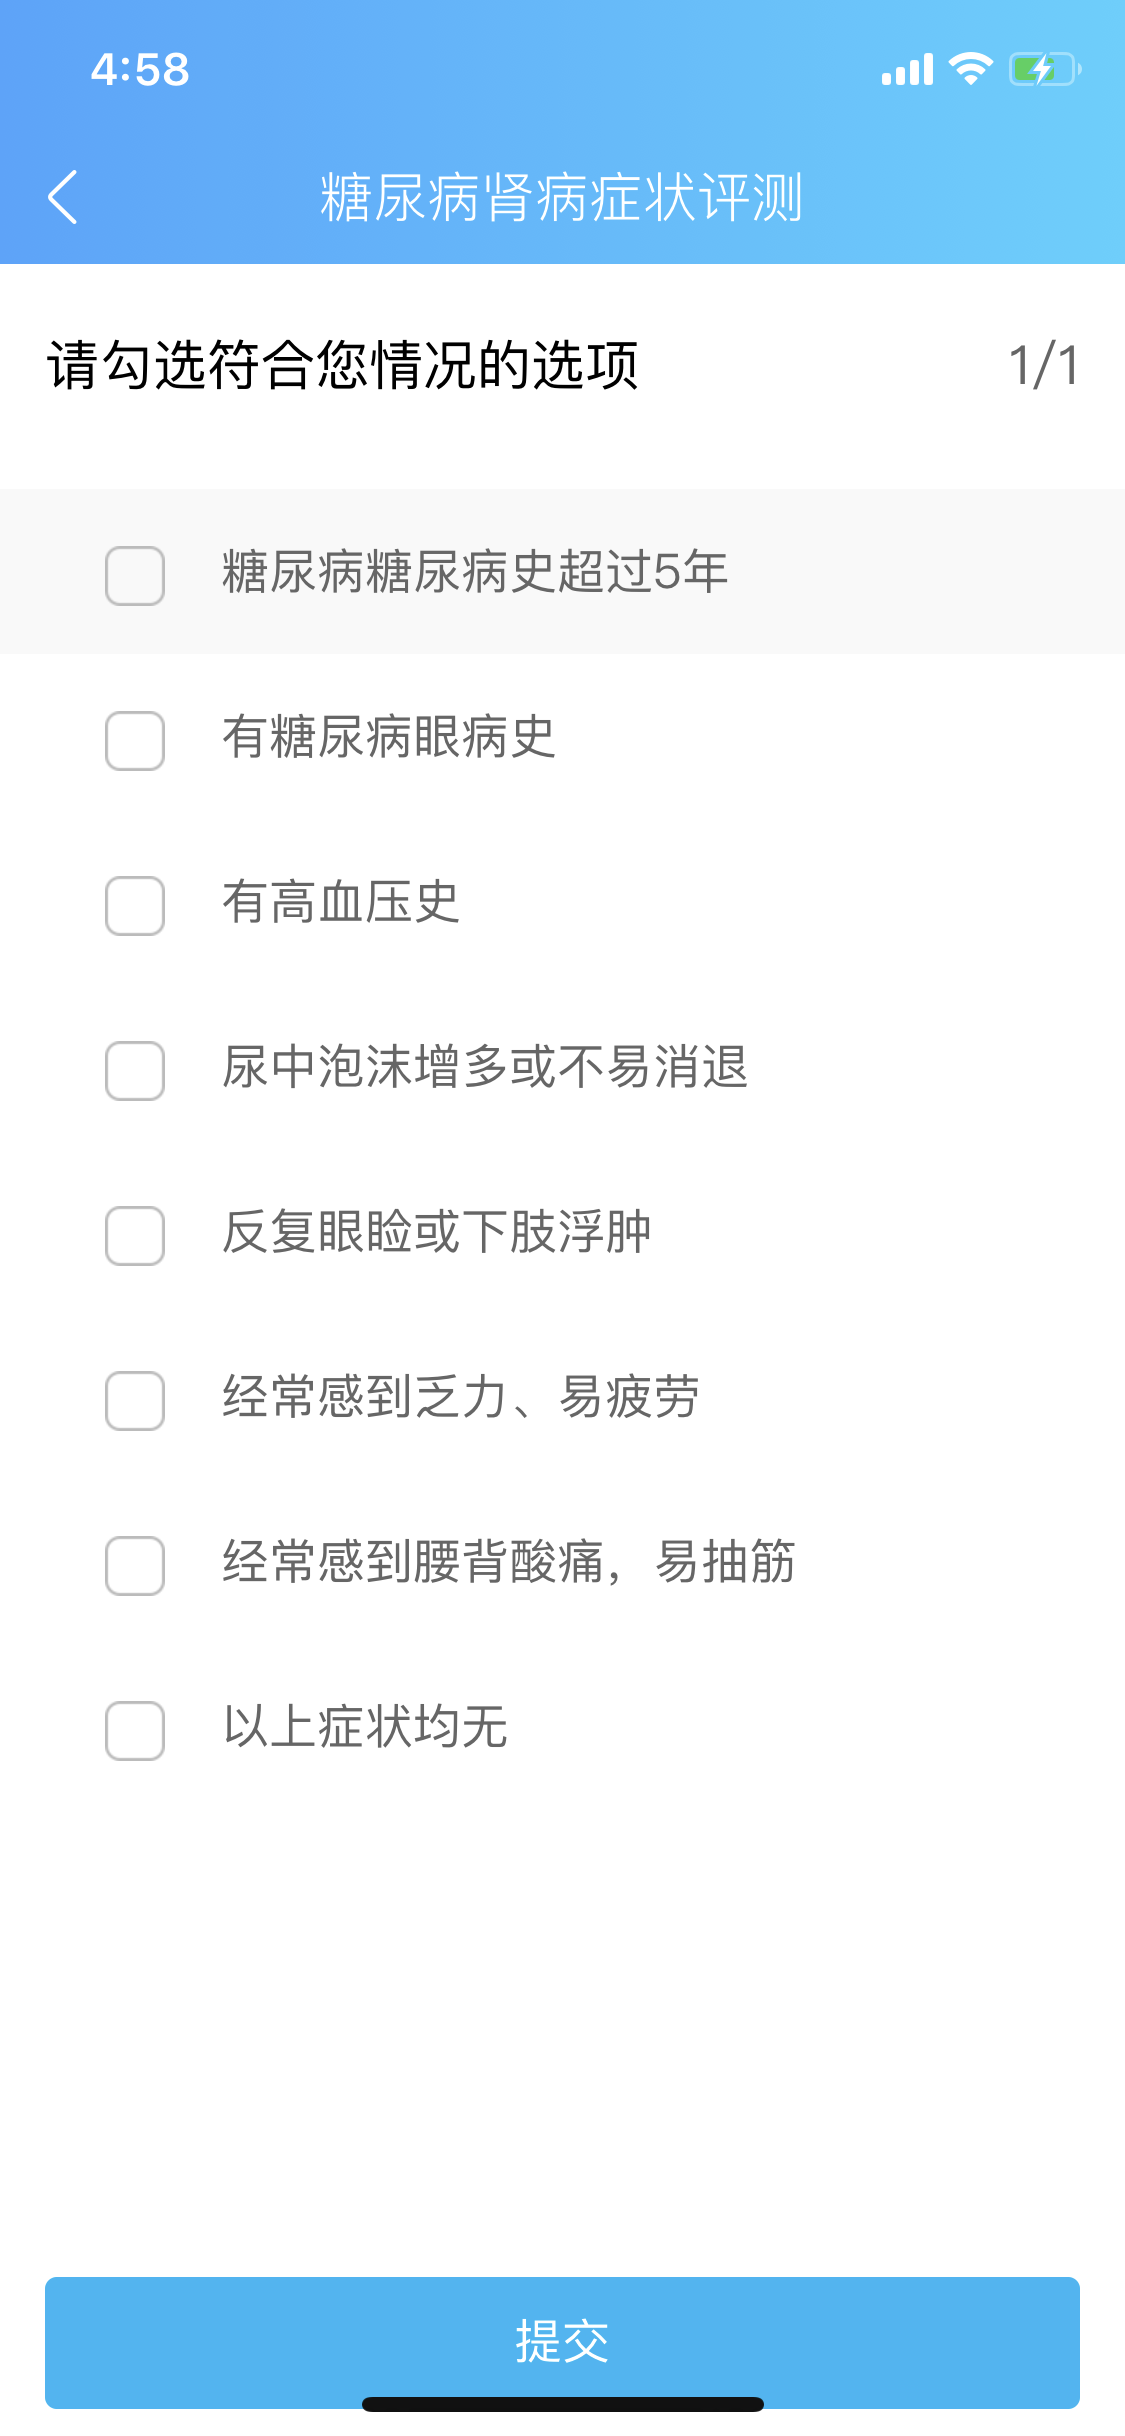 4:58
糖尿病肾病症状评测
请勾选符合您情况的选项 1/1
糖尿病糖尿病史超过5年
有糖尿病眼病史
有高血压史
尿中泡沫增多或不易消退
反复眼睑或下肢浮肿
经常感到乏力、易疲劳
经常感到腰背酸痛，易抽筋
以上症状均无
提交